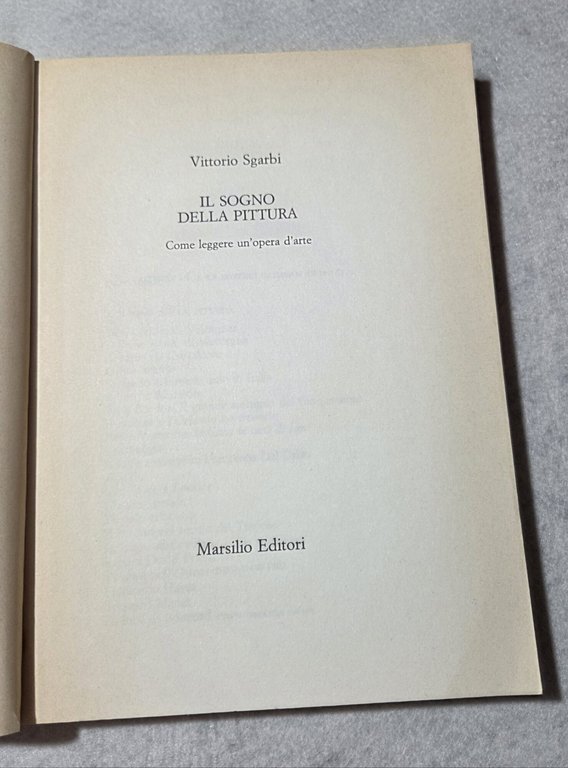 Vittorio Sgarbi
IL SOGNO
DELLA PITTURA
Come leggere un'opera d'arte
Marsilio Editori